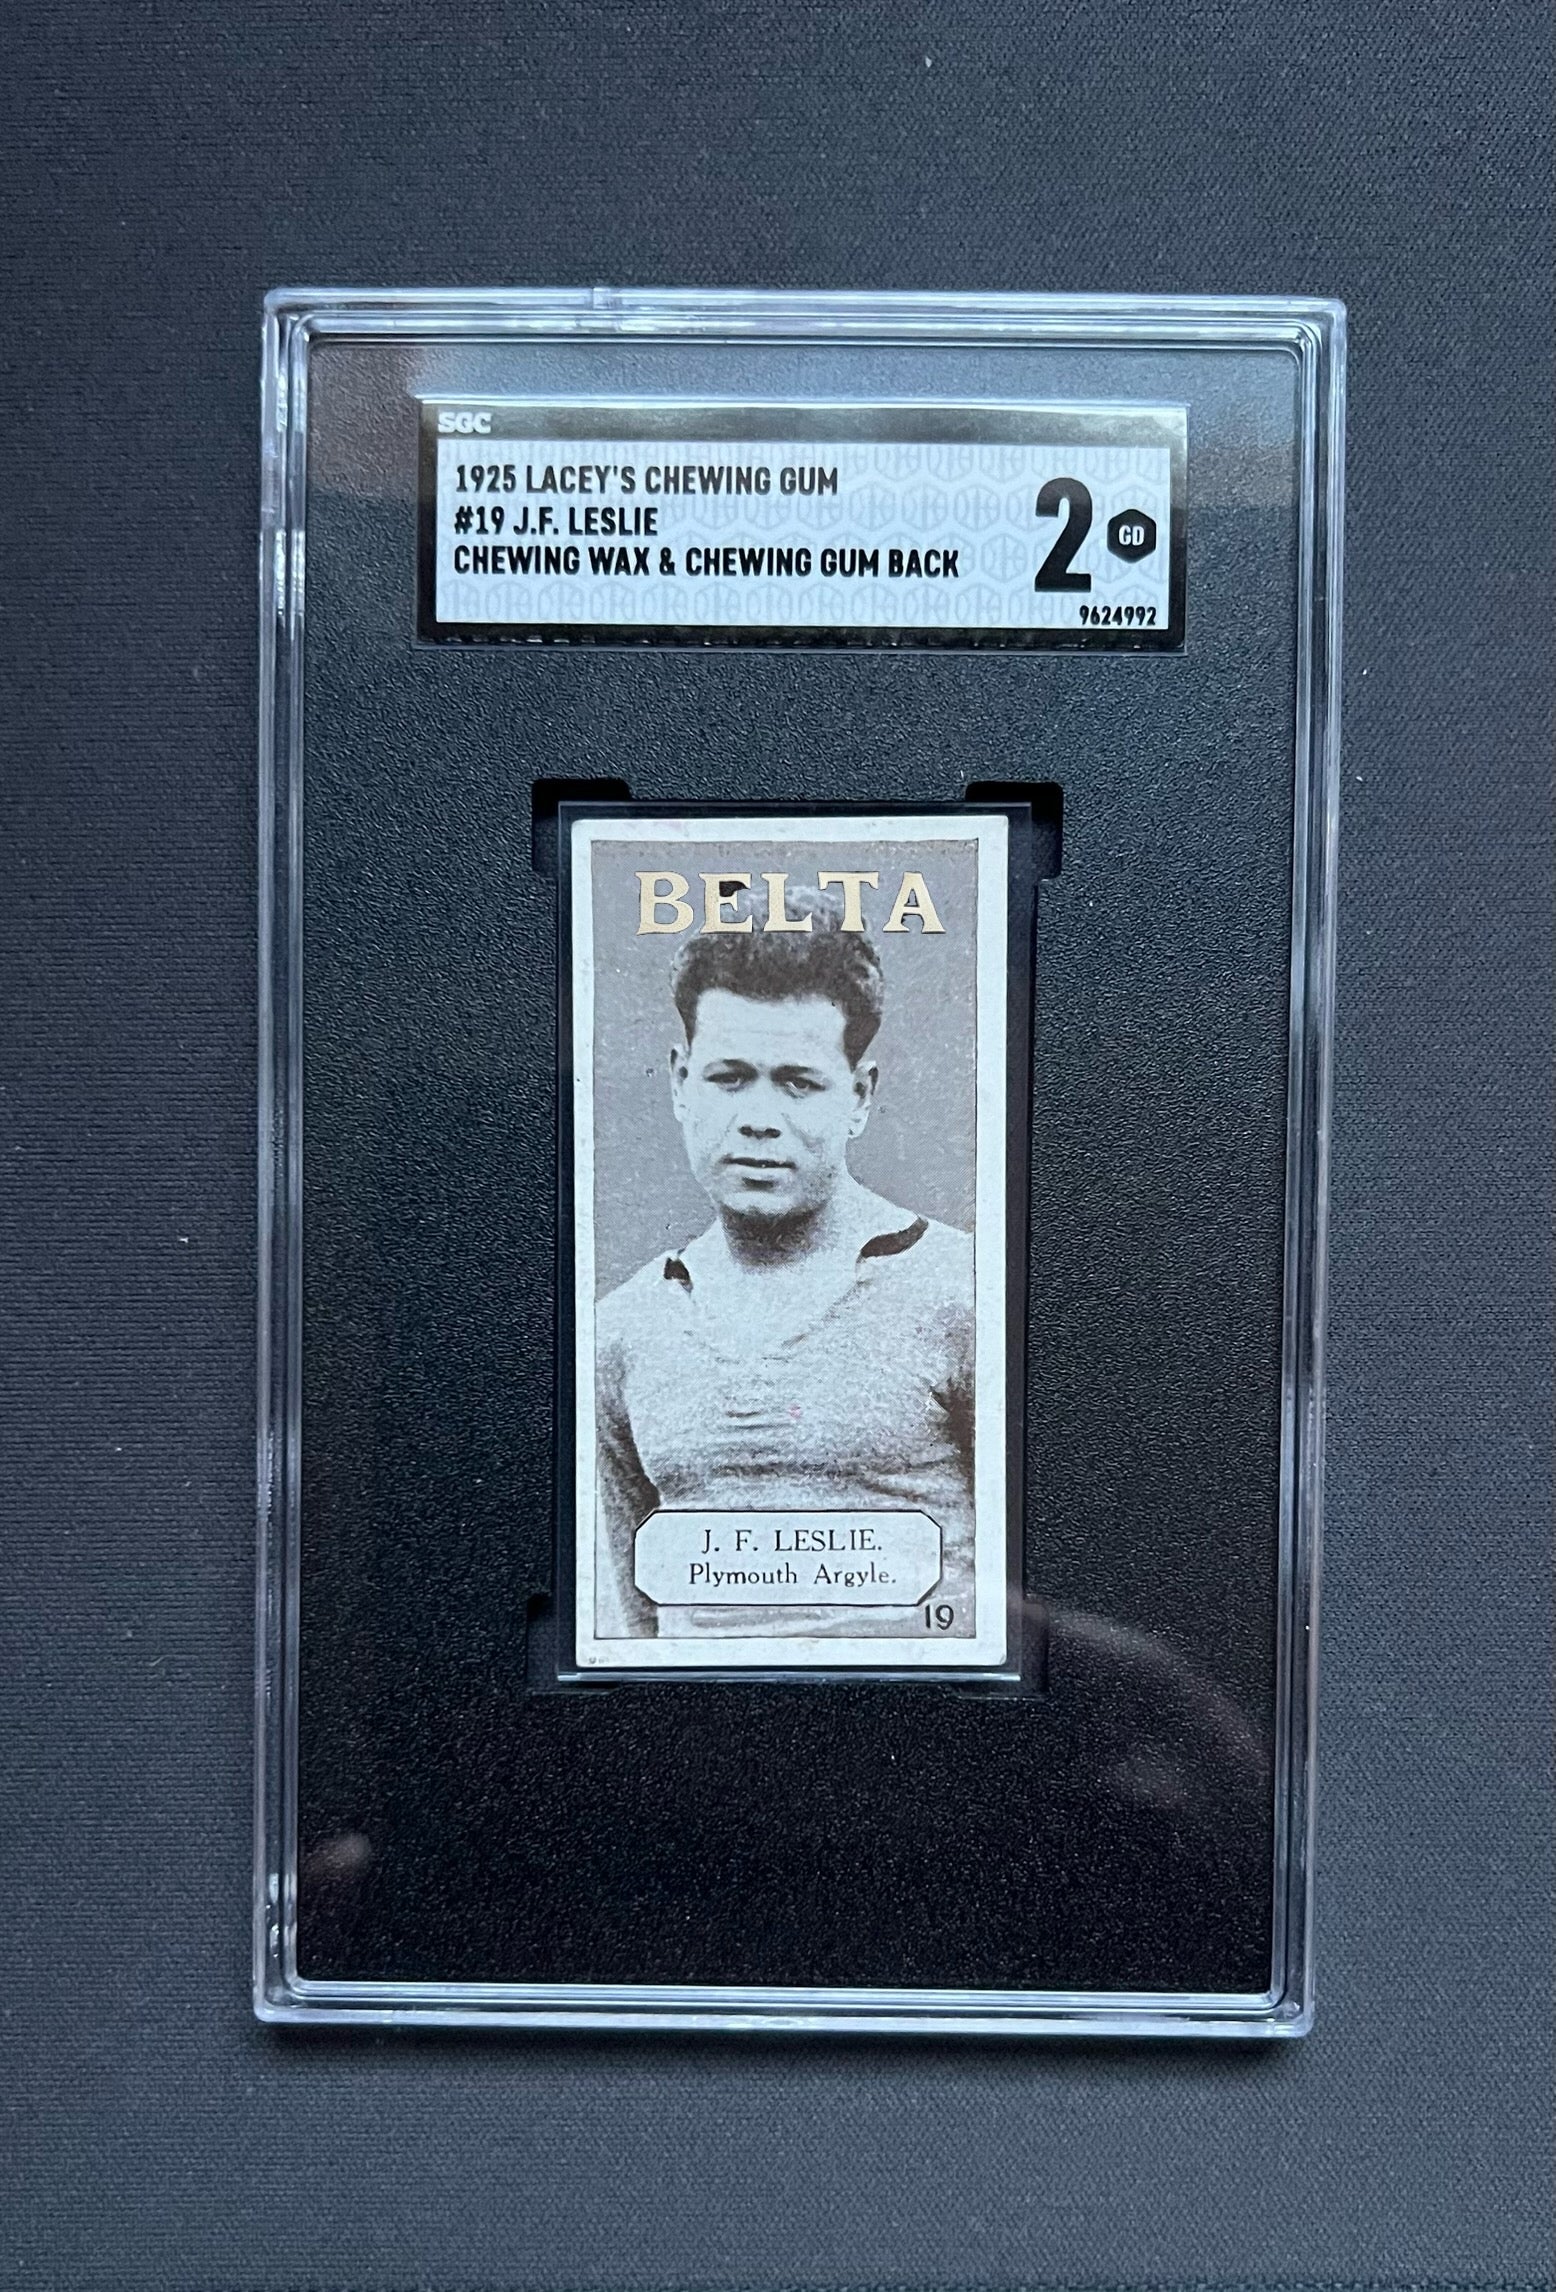 SGC
1925 LACEY'S CHEWING GUM
#19 J.F. LESLIE
CHEWING WAX & CHEWING GUM BACK
2 GD
9624992
BELTA
J. F. LESLIE.
Plymouth Argyle.
19